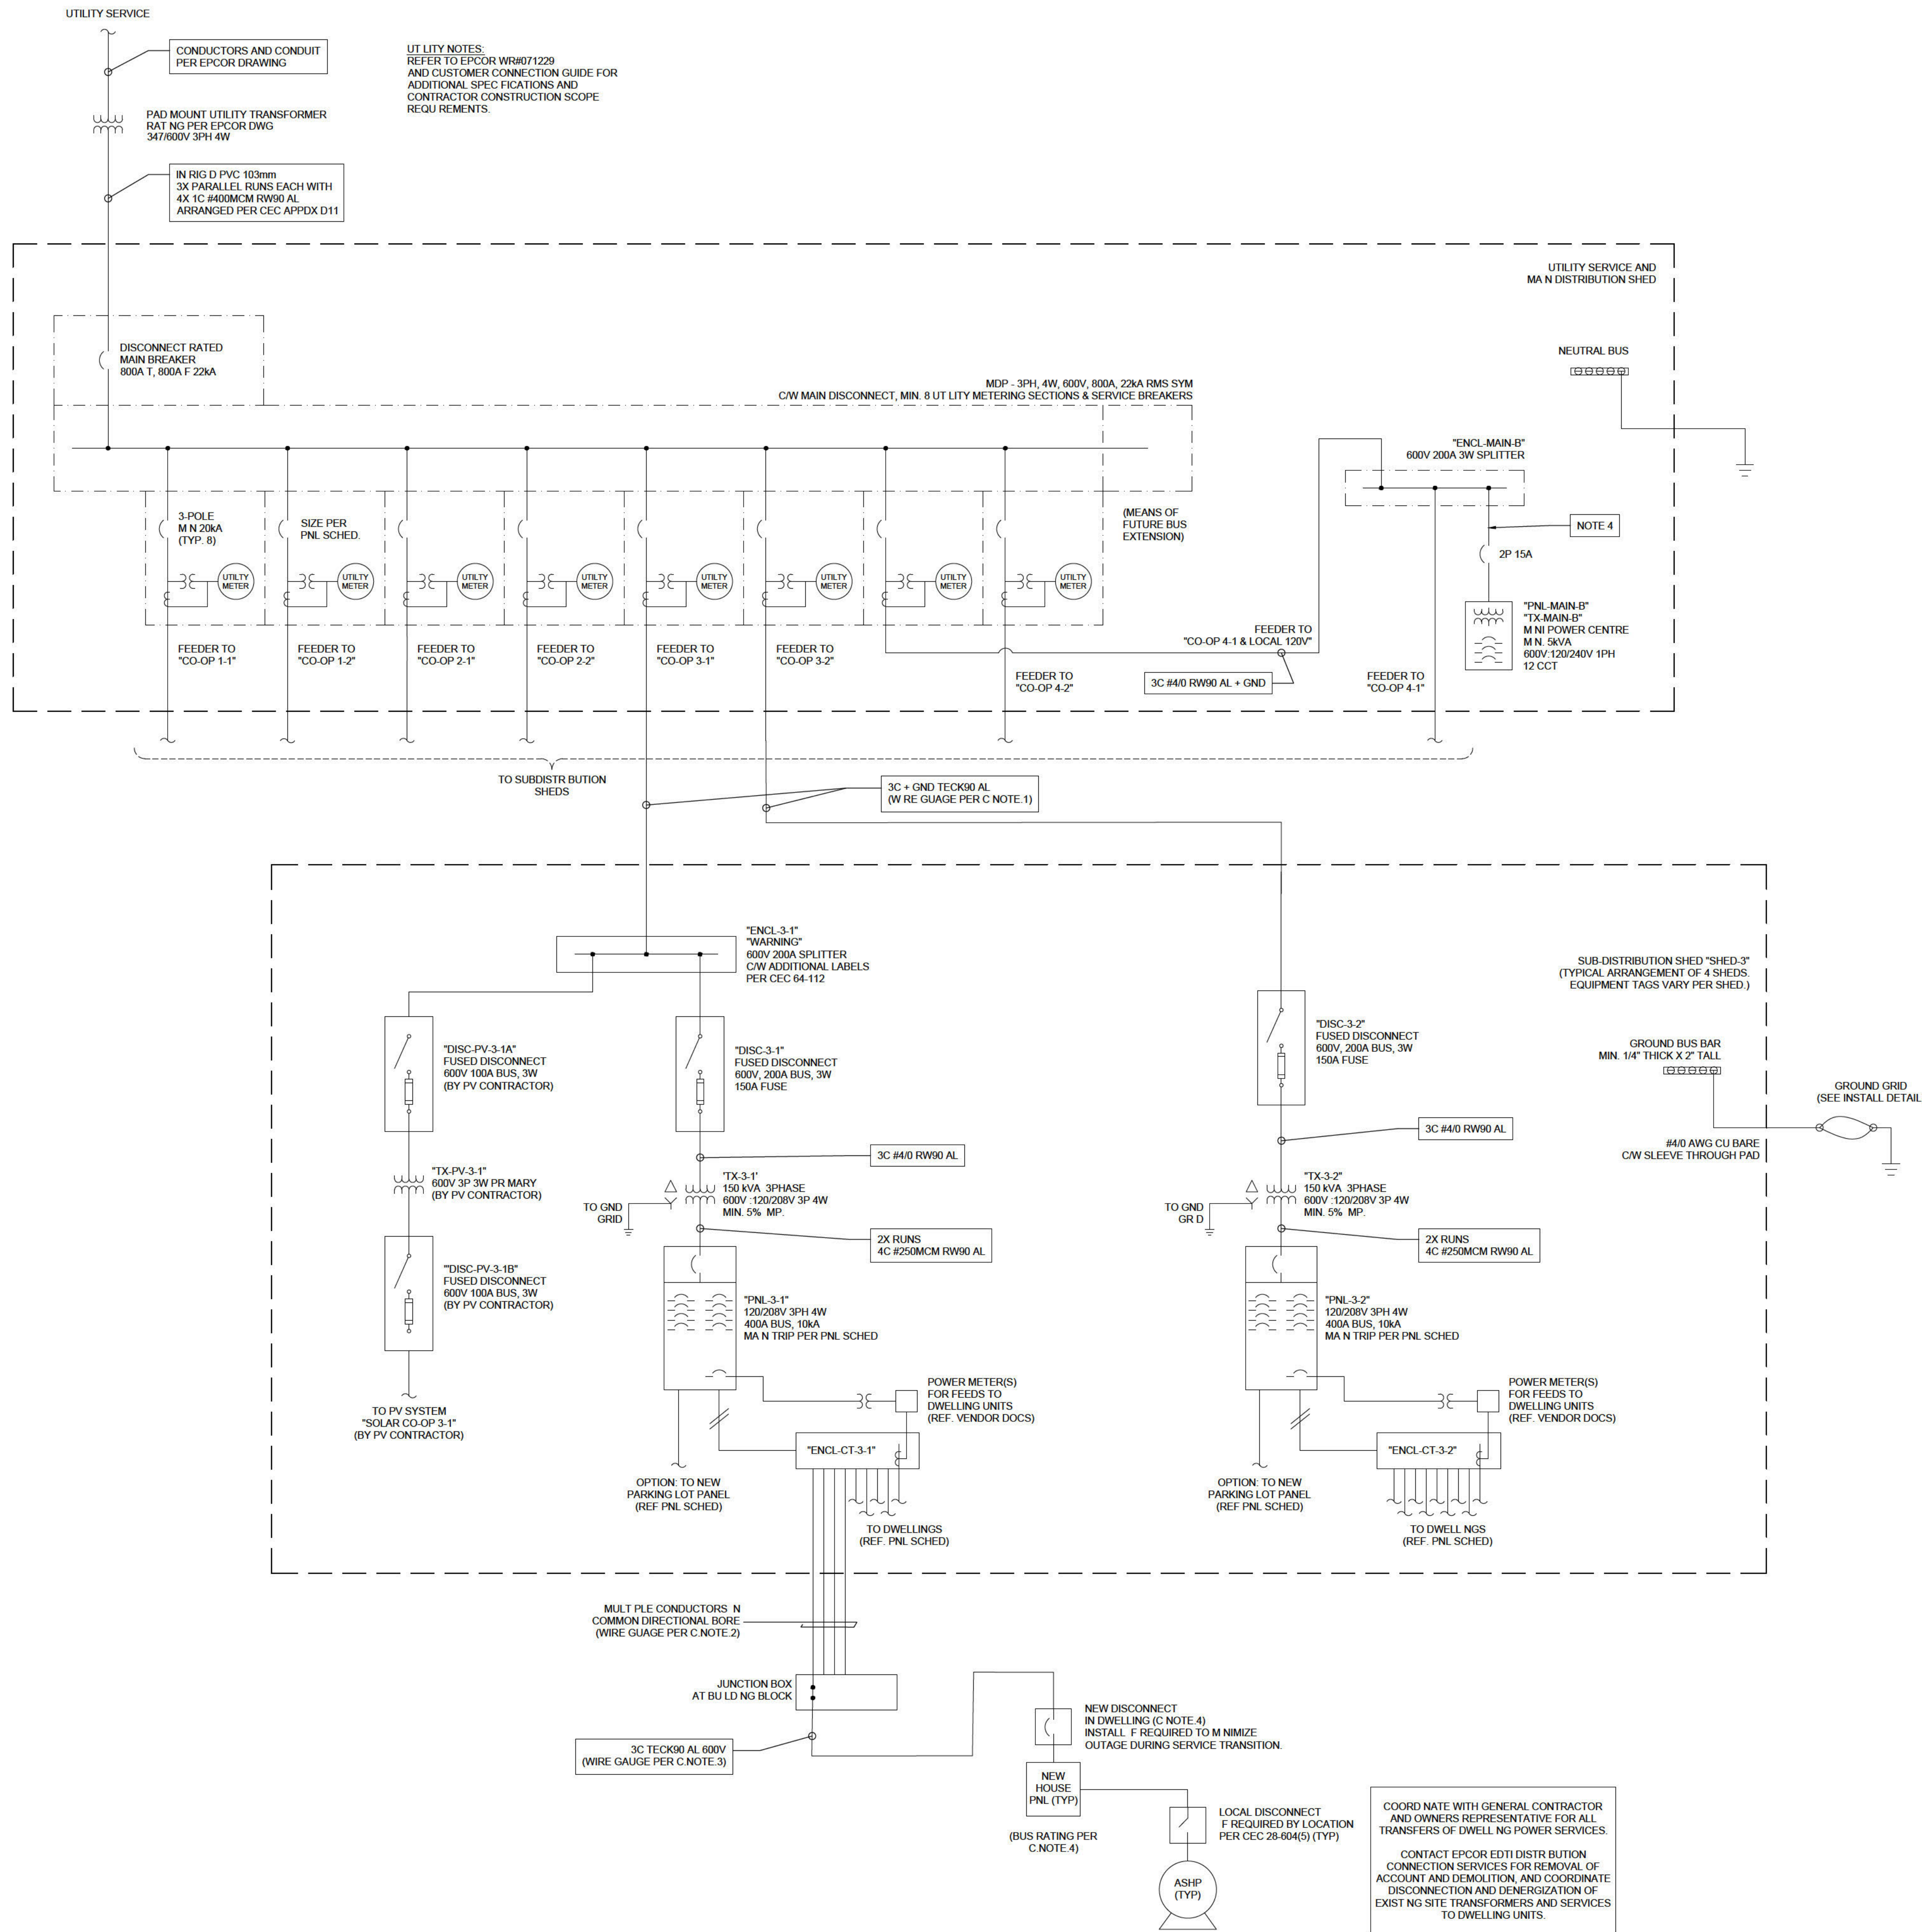 UTILITY SERVICE
CONDUCTORS AND CONDUIT
PER EPCOR DRAWING
UT LITY NOTES:
REFER TO EPCOR WR#071229
AND CUSTOMER CONNECTION GUIDE FOR
ADDITIONAL SPEC FICATIONS AND
CONTRACTOR CONSTRUCTION SCOPE
REQU REMENTS.
PAD MOUNT UTILITY TRANSFORMER
RAT NG PER EPCOR DWG
347/600V 3PH 4W
IN RIG D PVC 103mm
3X PARALLEL RUNS EACH WITH
4X 1C #400MCM RW90 AL
ARRANGED PER CEC APPDX D11
UTILITY SERVICE AND
MA N DISTRIBUTION SHED
DISCONNECT RATED
MAIN BREAKER
800A T, 800A F 22kA
NEUTRAL BUS
MDP - 3PH, 4W, 600V, 800A, 22kA RMS SYM
C/W MAIN DISCONNECT, MIN. 8 UT LITY METERING SECTIONS & SERVICE BREAKERS
"ENCL-MAIN-B"
600V 200A 3W SPLITTER
3-POLE
M N 20kA
(TYP. 8)
SIZE PER
PNL SCHED.
(MEANS OF
FUTURE BUS
EXTENSION)
NOTE 4
2P 15A
UTILTY
METER
UTILTY
METER
UTILTY
METER
UTILTY
METER
UTILTY
METER
UTILTY
METER
UTILTY
METER
UTILTY
METER
"PNL-MAIN-B"
"TX-MAIN-B"
M NI POWER CENTRE
M N. 5kVA
600V:120/240V 1PH
12 CCT
FEEDER TO
"CO-OP 1-1"
FEEDER TO
"CO-OP 1-2"
FEEDER TO
"CO-OP 2-1"
FEEDER TO
"CO-OP 2-2"
FEEDER TO
"CO-OP 3-1"
FEEDER TO
"CO-OP 3-2"
FEEDER TO
"CO-OP 4-1 & LOCAL 120V"
FEEDER TO
"CO-OP 4-2"
3C #4/0 RW90 AL + GND
FEEDER TO
"CO-OP 4-1"
TO SUBDISTR BUTION
SHEDS
3C + GND TECK90 AL
(W RE GUAGE PER C NOTE.1)
"ENCL-3-1"
"WARNING"
600V 200A SPLITTER
C/W ADDITIONAL LABELS
PER CEC 64-112
SUB-DISTRIBUTION SHED "SHED-3"
(TYPICAL ARRANGEMENT OF 4 SHEDS.
EQUIPMENT TAGS VARY PER SHED.)
"DISC-PV-3-1A"
FUSED DISCONNECT
600V 100A BUS, 3W
(BY PV CONTRACTOR)
"DISC-3-1"
FUSED DISCONNECT
600V, 200A BUS, 3W
150A FUSE
"DISC-3-2"
FUSED DISCONNECT
600V, 200A BUS, 3W
150A FUSE
GROUND BUS BAR
MIN. 1/4" THICK X 2" TALL
GROUND GRID
(SEE INSTALL DETAIL
#4/0 AWG CU BARE
C/W SLEEVE THROUGH PAD
3C #4/0 RW90 AL
3C #4/0 RW90 AL
"TX-PV-3-1"
600V 3P 3W PR MARY
(BY PV CONTRACTOR)
TO GND
GRID
'TX-3-1'
150 kVA 3PHASE
600V :120/208V 3P 4W
MIN. 5% MP.
TO GND
GR D
"TX-3-2"
150 kVA 3PHASE
600V :120/208V 3P 4W
MIN. 5% MP.
2X RUNS
4C #250MCM RW90 AL
2X RUNS
4C #250MCM RW90 AL
"'DISC-PV-3-1B"
FUSED DISCONNECT
600V 100A BUS, 3W
(BY PV CONTRACTOR)
"PNL-3-1"
120/208V 3PH 4W
400A BUS, 10kA
MA N TRIP PER PNL SCHED
"PNL-3-2"
120/208V 3PH 4W
400A BUS, 10kA
MA N TRIP PER PNL SCHED
TO PV SYSTEM
"SOLAR CO-OP 3-1"
(BY PV CONTRACTOR)
POWER METER(S)
FOR FEEDS TO
DWELLING UNITS
(REF. VENDOR DOCS)
POWER METER(S)
FOR FEEDS TO
DWELLING UNITS
(REF. VENDOR DOCS)
"ENCL-CT-3-1"
"ENCL-CT-3-2"
OPTION: TO NEW
PARKING LOT PANEL
(REF PNL SCHED)
OPTION: TO NEW
PARKING LOT PANEL
(REF PNL SCHED)
TO DWELLINGS
(REF. PNL SCHED)
TO DWELL NGS
(REF. PNL SCHED)
MULT PLE CONDUCTORS N
COMMON DIRECTIONAL BORE
(WIRE GUAGE PER C.NOTE.2)
JUNCTION BOX
AT BU LD NG BLOCK
NEW DISCONNECT
IN DWELLING (C NOTE.4)
INSTALL F REQUIRED TO M NIMIZE
OUTAGE DURING SERVICE TRANSITION.
3C TECK90 AL 600V
(WIRE GAUGE PER C.NOTE.3)
NEW
HOUSE
PNL (TYP)
(BUS RATING PER
C.NOTE.4)
LOCAL DISCONNECT
F REQUIRED BY LOCATION
PER CEC 28-604(5) (TYP)
ASHP
(TYP)
COORD NATE WITH GENERAL CONTRACTOR
AND OWNERS REPRESENTATIVE FOR ALL
TRANSFERS OF DWELL NG POWER SERVICES.
CONTACT EPCOR EDTI DISTR BUTION
CONNECTION SERVICES FOR REMOVAL OF
ACCOUNT AND DEMOLITION, AND COORDINATE
DISCONNECTION AND DENERGIZATION OF
EXIST NG SITE TRANSFORMERS AND SERVICES
TO DWELLING UNITS.